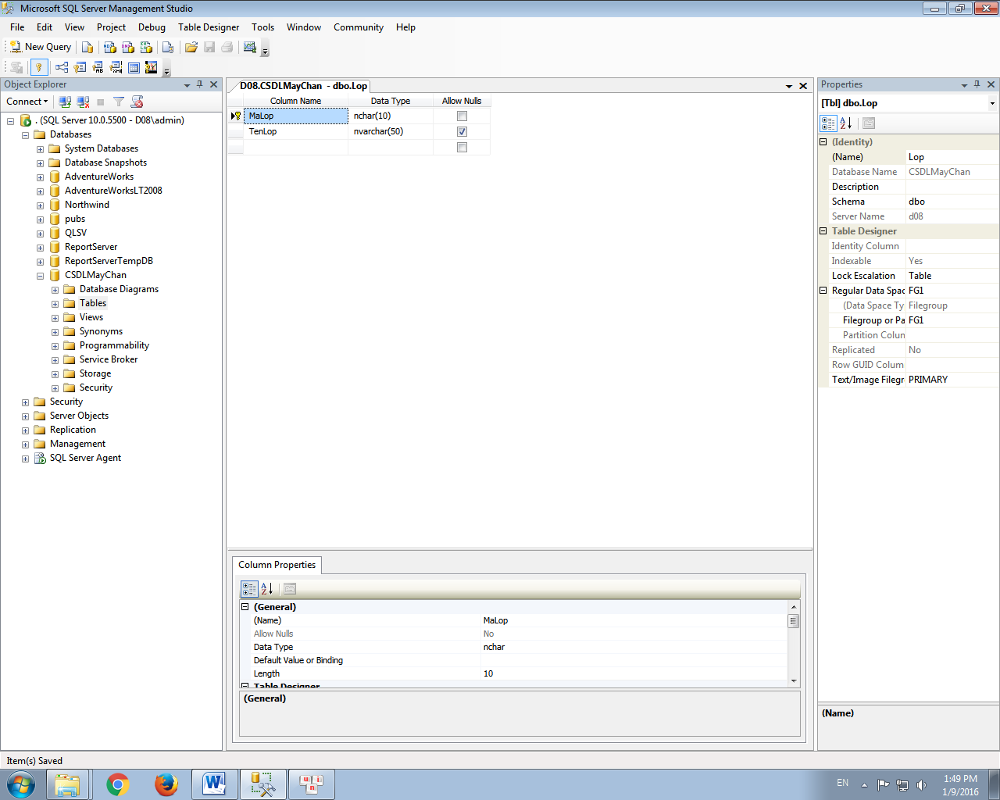 Microsoft SQL Server Management Studio
File Edit View Project Debug Table Designer Tools Window Community Help
New Query
Object Explorer
Connect
. (SQL Server 10.0.5500 - D08\admin)
Databases
System Databases
Database Snapshots
AdventureWorks
AdventureWorksLT2008
Northwind
pubs
QLSV
ReportServer
ReportServerTempDB
CSDLMayChan
Database Diagrams
Tables
Views
Synonyms
Programmability
Service Broker
Storage
Security
Security
Server Objects
Replication
Management
SQL Server Agent
D08.CSDLMayChan - dbo.Lop
Column Name Data Type Allow Nulls
MaLop nchar(10)
TenLop nvarchar(50)
Column Properties
(General)
(Name) MaLop
Allow Nulls No
Data Type nchar
Default Value or Binding
Length 10
Table Designer
(General)
Properties
[Tbl] dbo.Lop
(Identity)
(Name) Lop
Database Name CSDLMayChan
Description
Schema dbo
Server Name d08
Table Designer
Identity Column
Indexable Yes
Lock Escalation Table
Regular Data Spac FG1
(Data Space Ty Filegroup
Filegroup or Pa FG1
Partition Colun
Replicated No
Row GUID Colum
Text/Image Filegr PRIMARY
(Name)
Item(s) Saved
EN
1:49 PM
1/9/2016